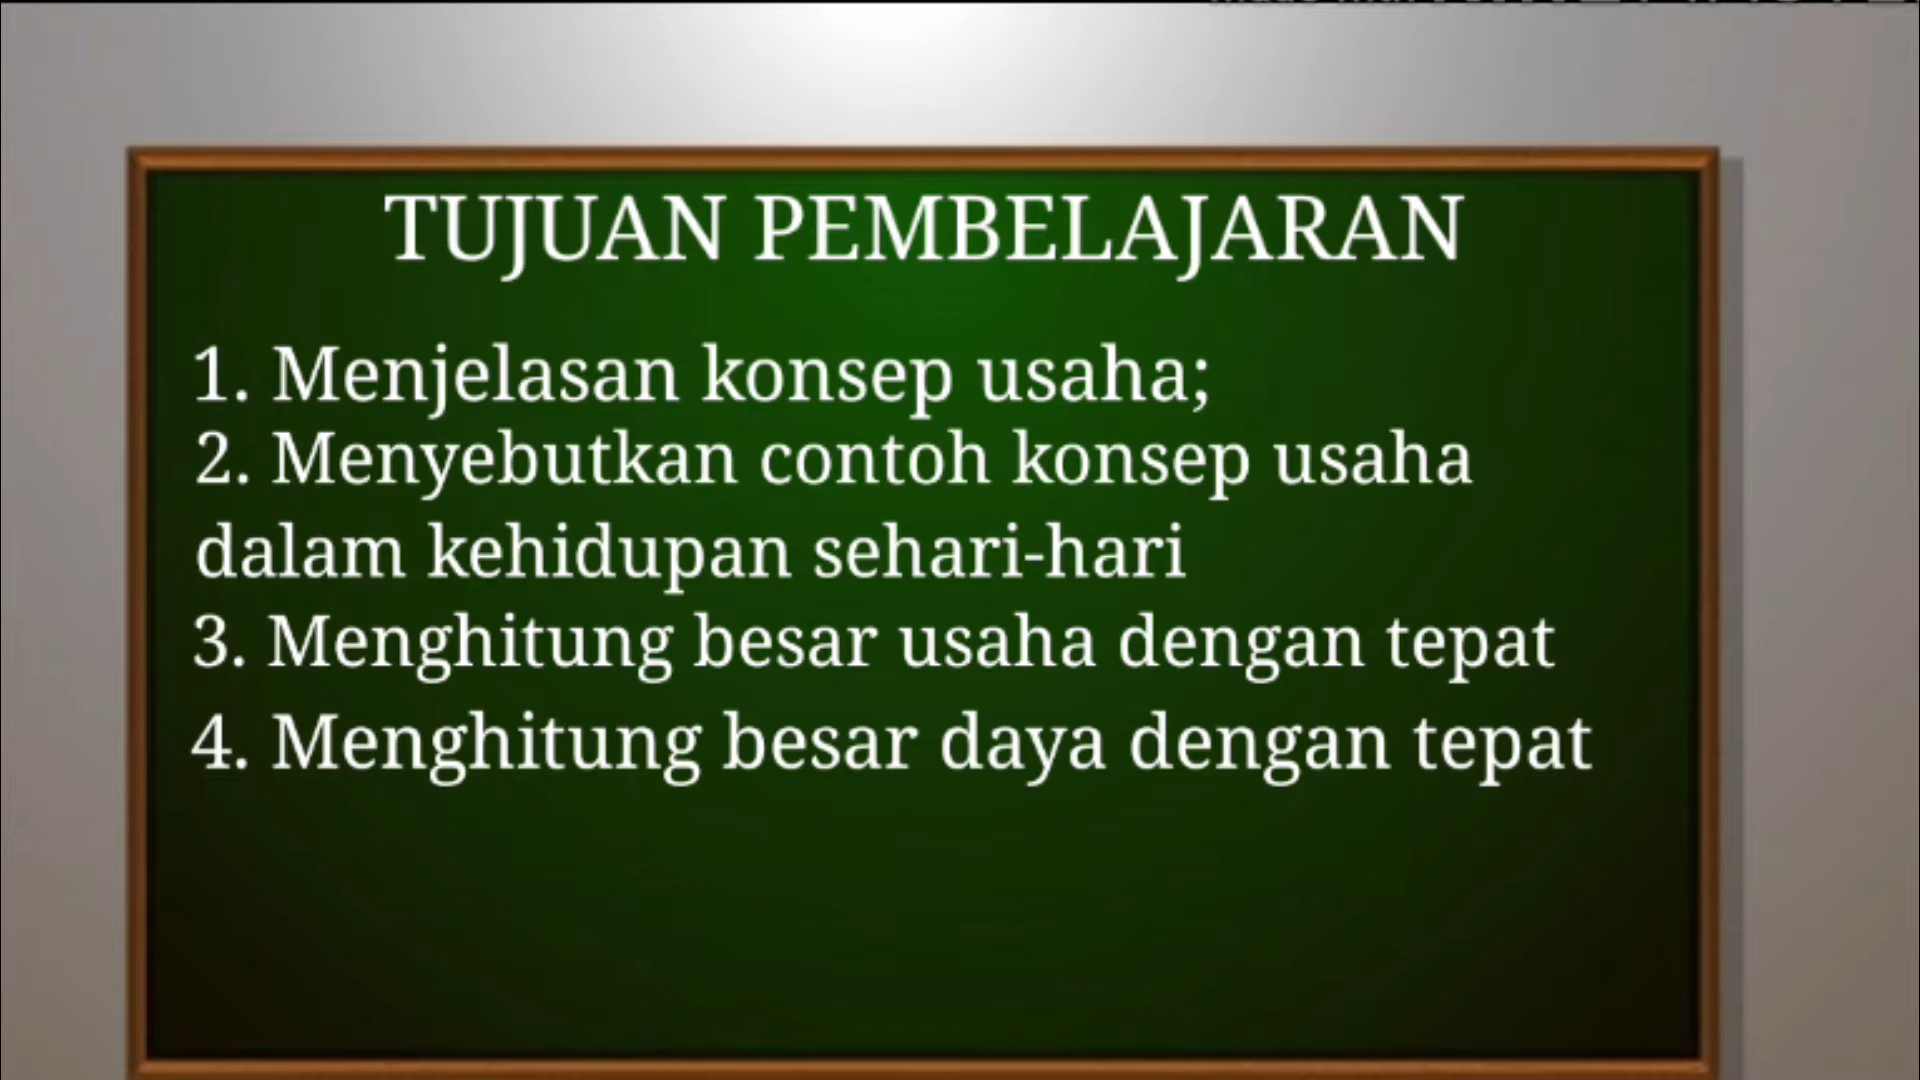 TUJUAN PEMBELAJARAN
1. Menjelasan konsep usaha;
2. Menyebutkan contoh konsep usaha
dalam kehidupan sehari-hari
3. Menghitung besar usaha dengan tepat
4. Menghitung besar daya dengan tepat